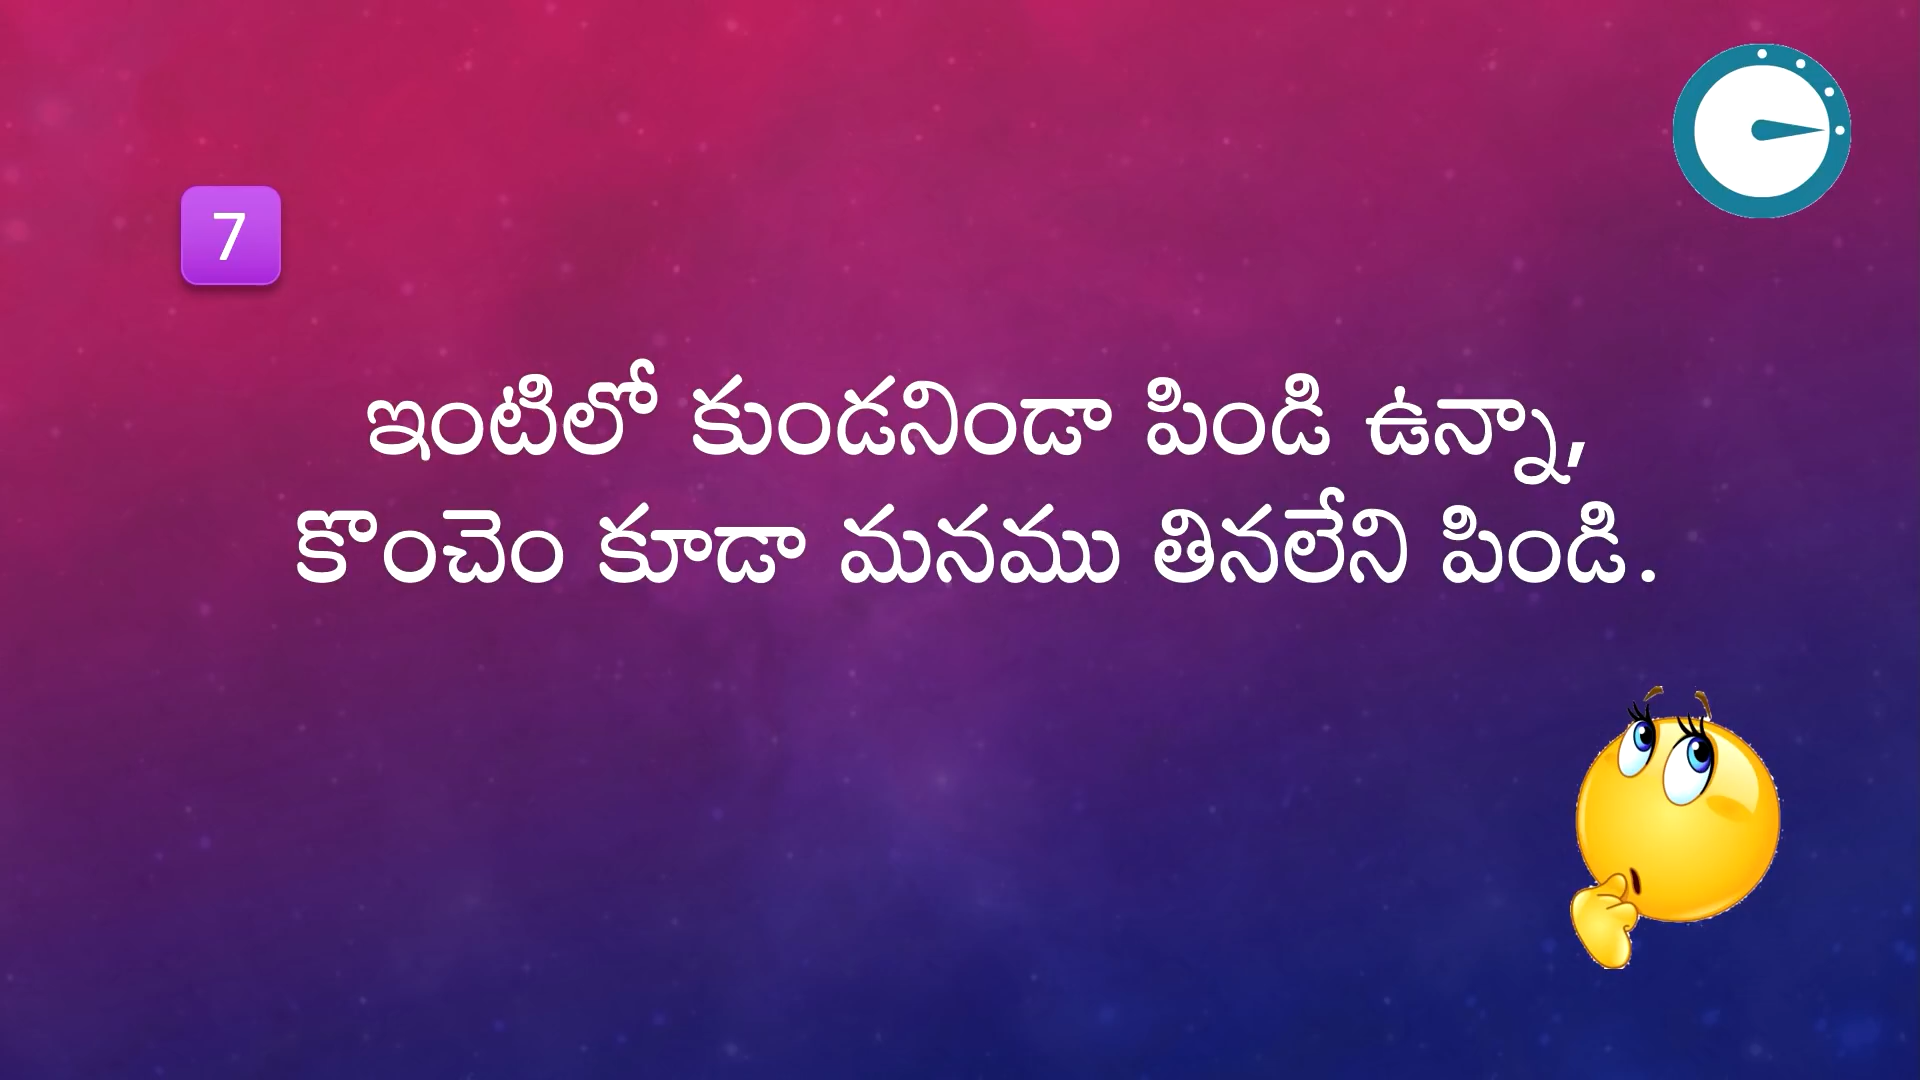 7
ఇంటిలో కుండనిండా పిండి ఉన్నా,
కొంచెం కూడా మనము తినలేని పిండి.